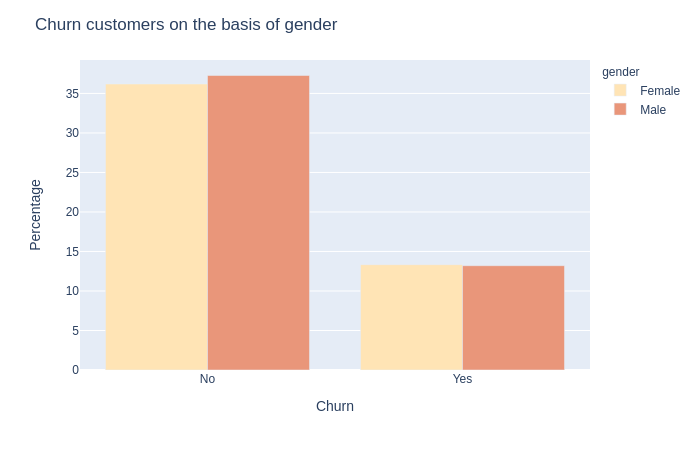 Churn customers on the basis of gender
gender
Female
Male
Percentage
35
30
25
20
15
10
5
0
No
Yes
Churn